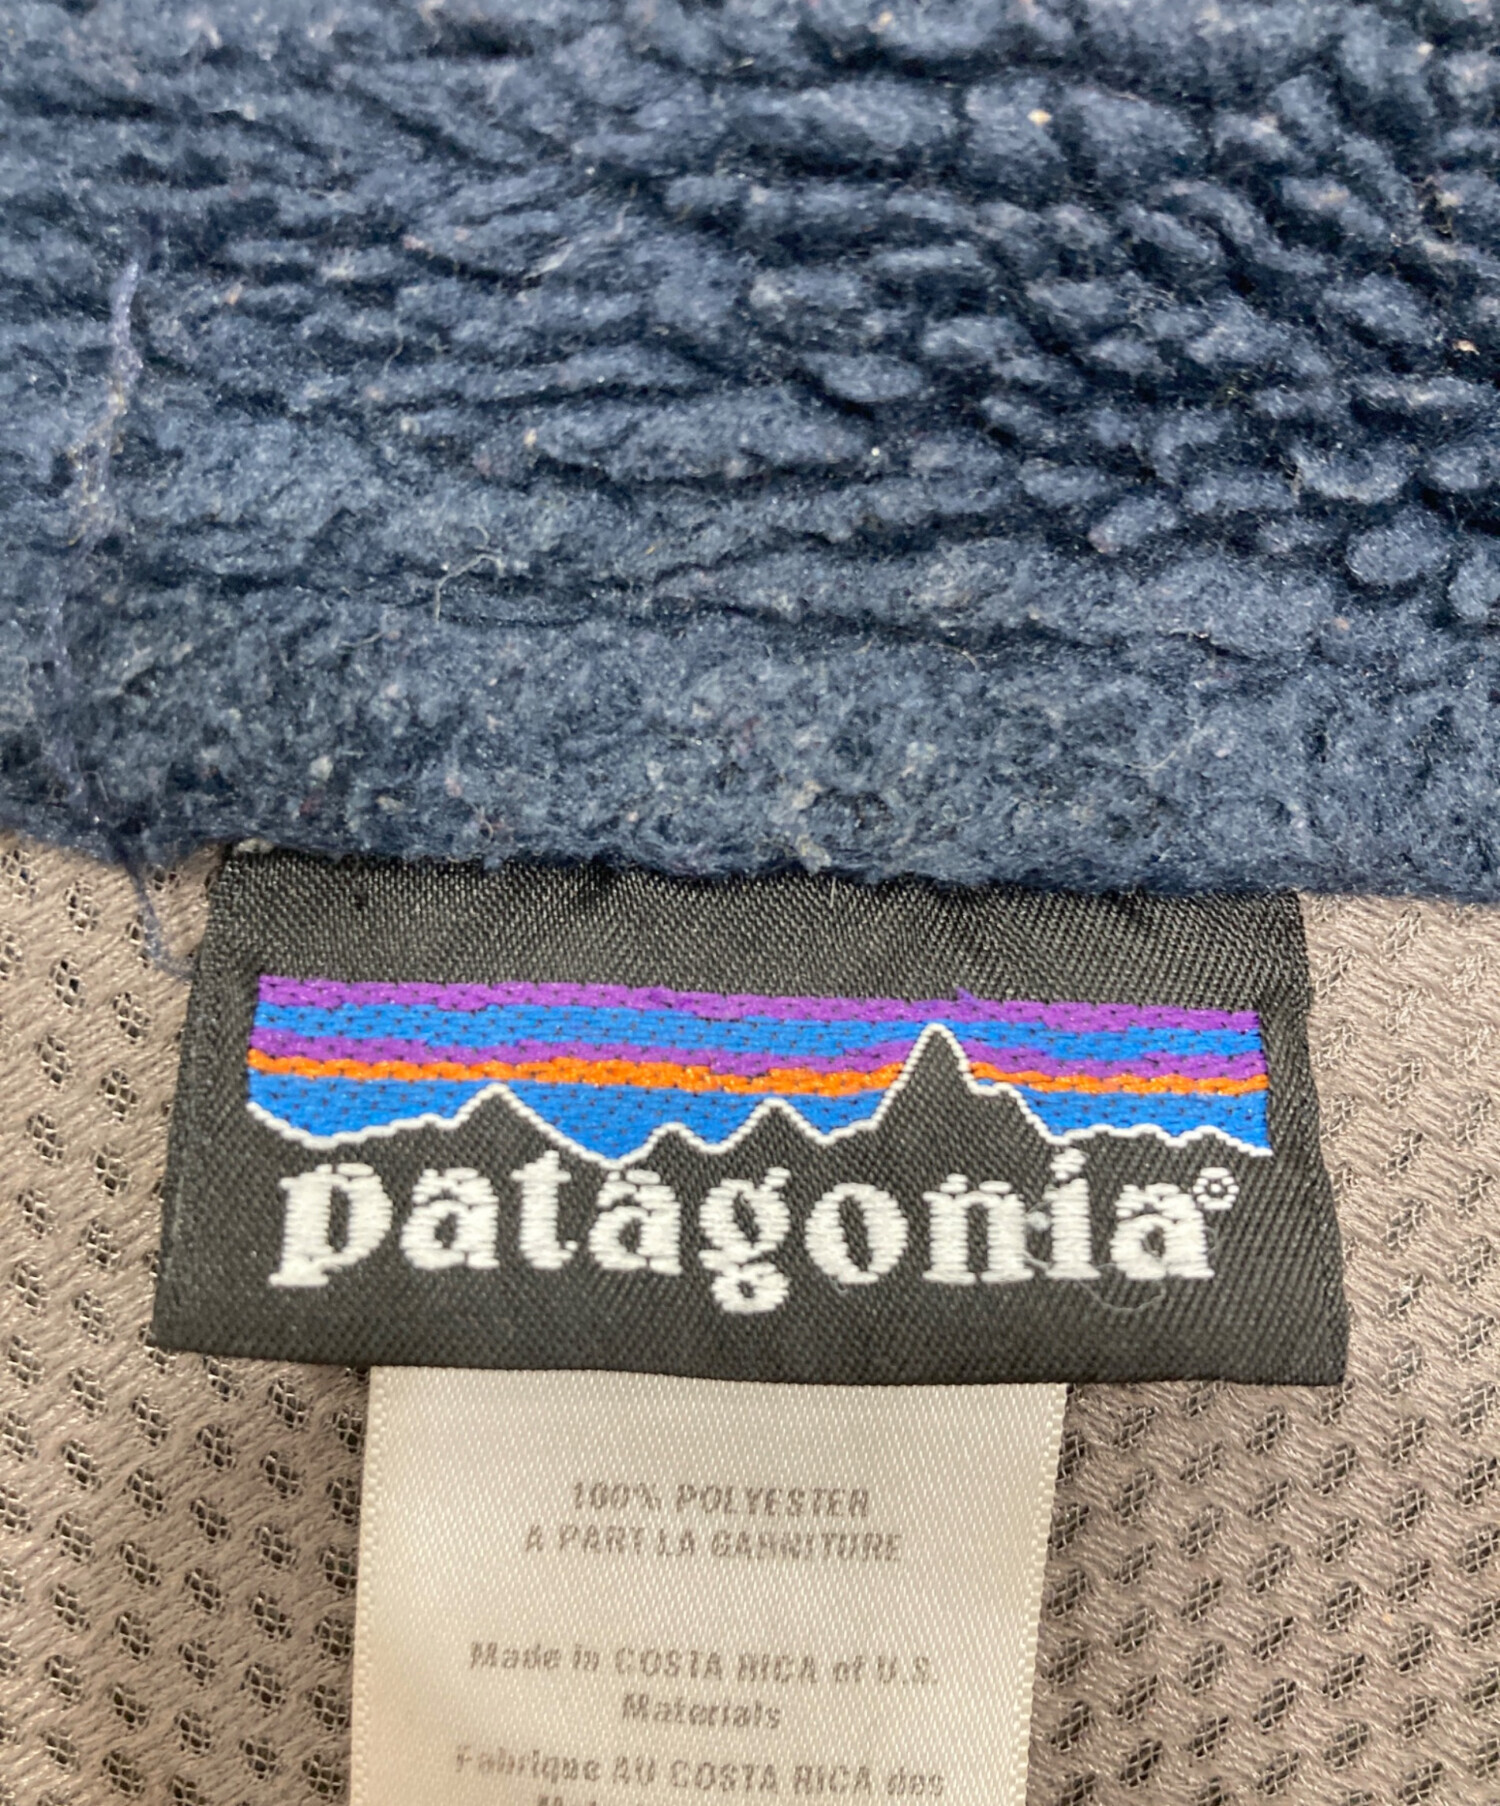 patagonia®
100% POLYESTER
A PART LA GARNITURE
Made in COSTA RICA of U.S.
Materials
Fabrique AU COSTA RICA des